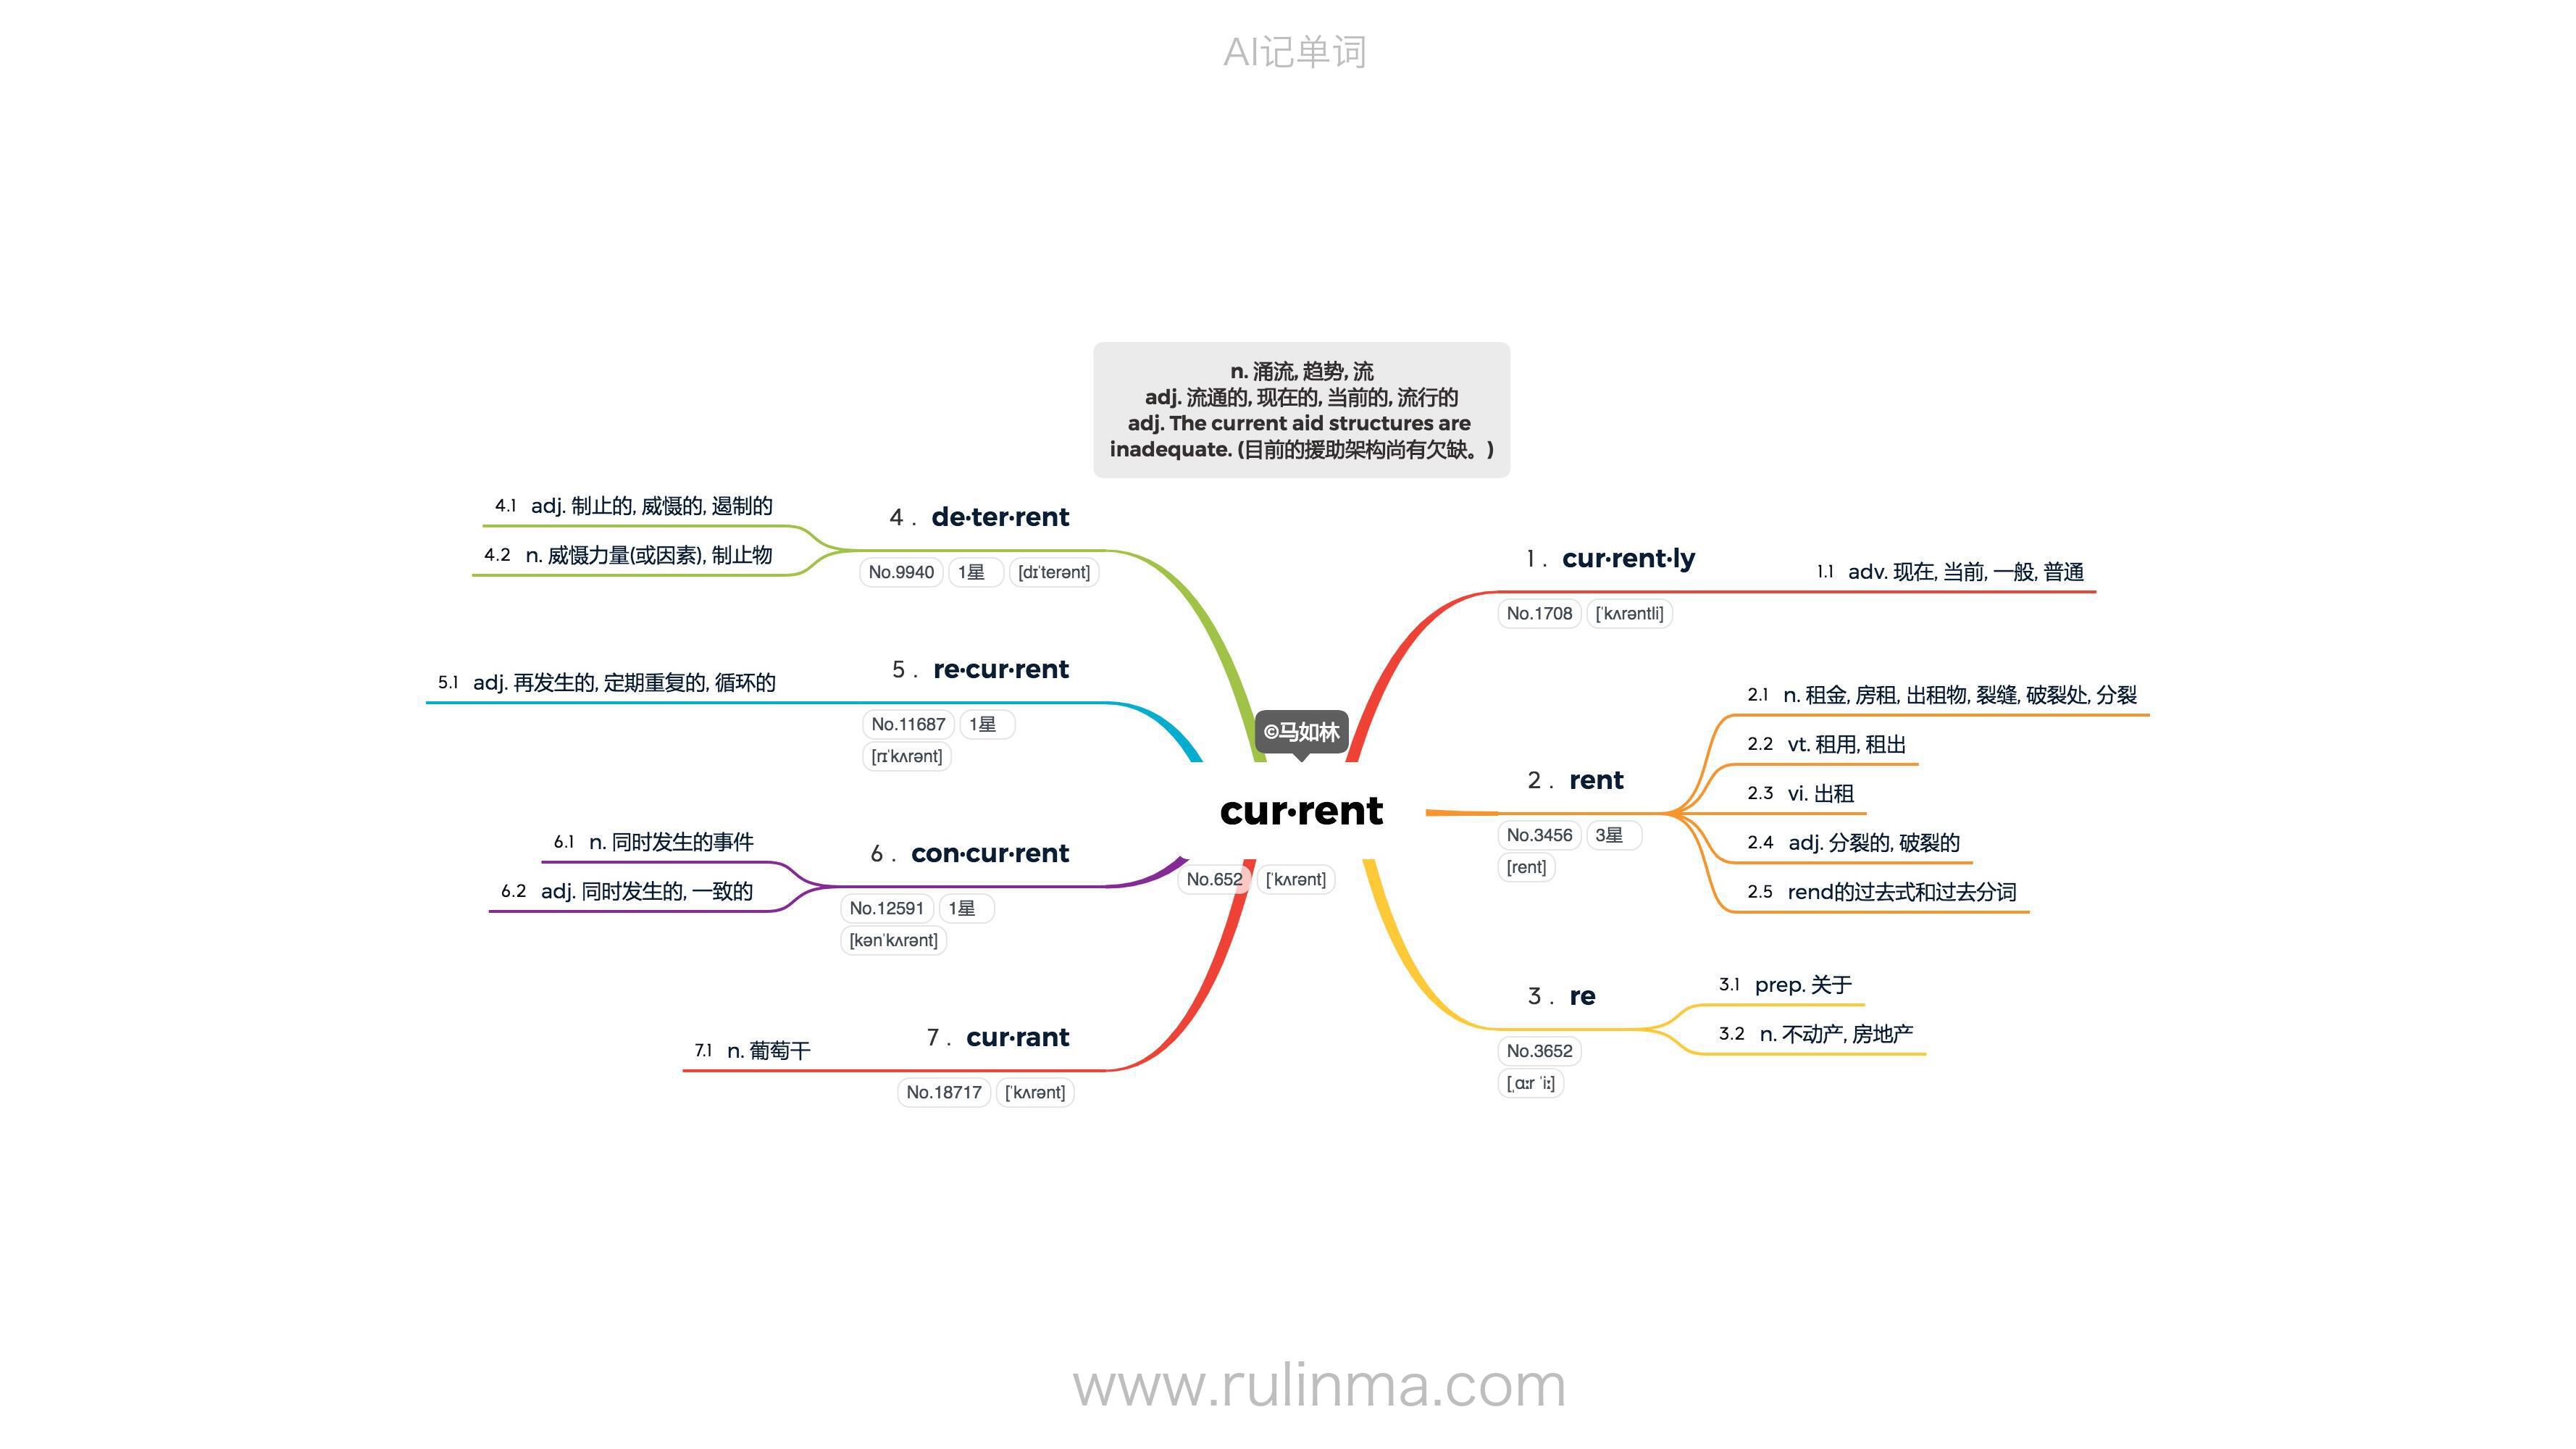 AI记单词
n. 涌流, 趋势, 流
adj. 流通的, 现在的, 当前的, 流行的
adj. The current aid structures are
inadequate. (目前的援助架构尚有欠缺。)
©马如林
cur·rent
No.652 [ˈkʌrənt]
1 . cur·rent·ly
No.1708 [ˈkʌrəntli]
1.1 adv. 现在, 当前, 一般, 普通
2 . rent
No.3456 3星
[rent]
2.1 n. 租金, 房租, 出租物, 裂缝, 破裂处, 分裂
2.2 vt. 租用, 租出
2.3 vi. 出租
2.4 adj. 分裂的, 破裂的
2.5 rend的过去式和过去分词
3 . re
No.3652
[ˌɑːr ˈiː]
3.1 prep. 关于
3.2 n. 不动产, 房地产
4 . de·ter·rent
No.9940 1星 [dɪˈterənt]
4.1 adj. 制止的, 威慑的, 遏制的
4.2 n. 威慑力量(或因素), 制止物
5 . re·cur·rent
No.11687 1星
[rɪˈkʌrənt]
5.1 adj. 再发生的, 定期重复的, 循环的
6 . con·cur·rent
No.12591 1星
[kənˈkʌrənt]
6.1 n. 同时发生的事件
6.2 adj. 同时发生的, 一致的
7 . cur·rant
No.18717 [ˈkʌrənt]
7.1 n. 葡萄干
www.rulinma.com